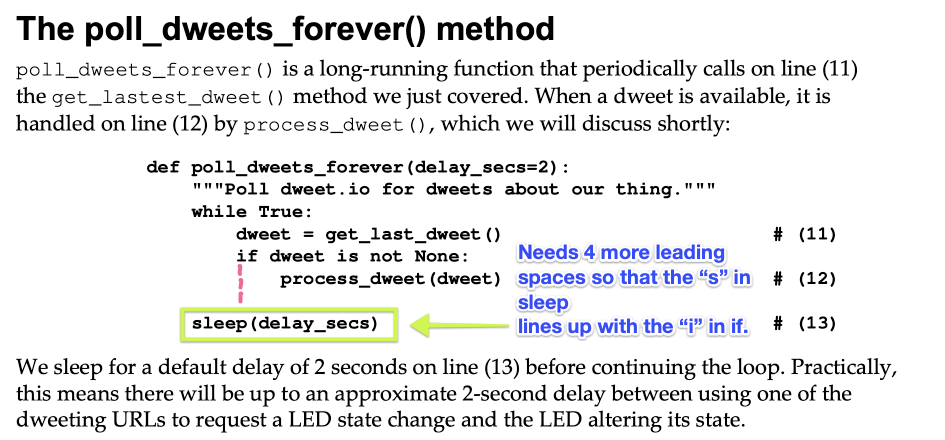 The poll_dweets_forever() method
poll_dweets_forever() is a long-running function that periodically calls on line (11)
the get_lastest_dweet() method we just covered. When a dweet is available, it is
handled on line (12) by process_dweet(), which we will discuss shortly:
def poll_dweets_forever(delay_secs=2):
"""Poll dweet.io for dweets about our thing."""
while True:
dweet = get_last_dweet() # (11)
if dweet is not None:
process_dweet(dweet) # (12)
sleep(delay_secs) # (13)
Needs 4 more leading
spaces so that the “s” in
sleep
lines up with the “i” in if.
We sleep for a default delay of 2 seconds on line (13) before continuing the loop. Practically,
this means there will be up to an approximate 2-second delay between using one of the
dweeting URLs to request a LED state change and the LED altering its state.